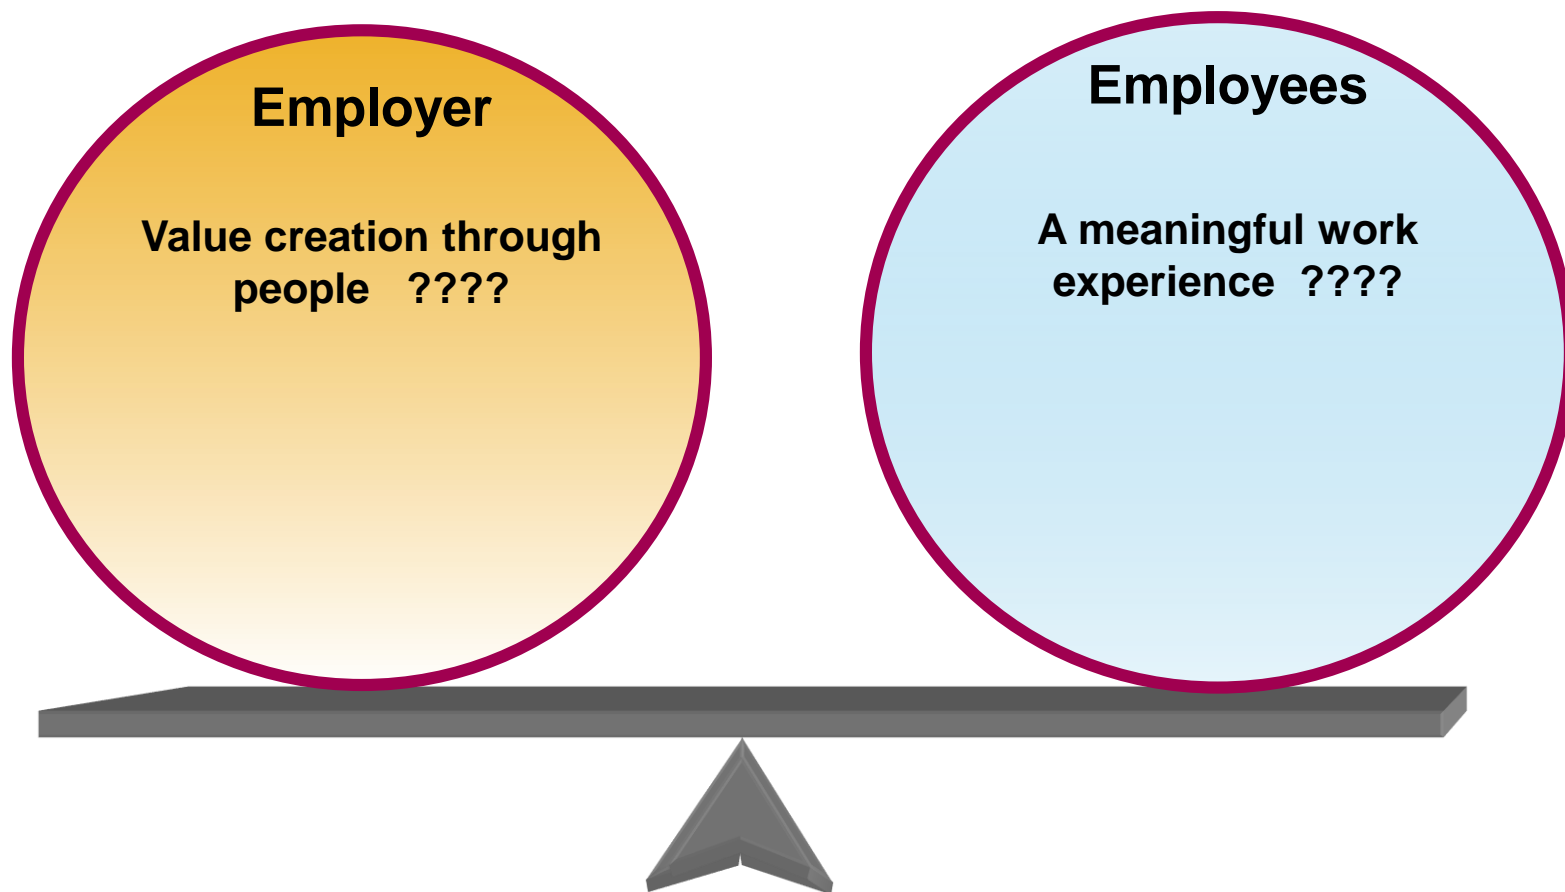 Employer
Value creation through
people ????
Employees
A meaningful work
experience ????